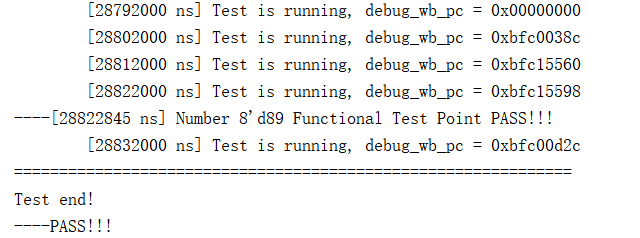 [28792000 ns] Test is running, debug_wb_pc = 0x00000000
[28802000 ns] Test is running, debug_wb_pc = 0xbfc0038c
[28812000 ns] Test is running, debug_wb_pc = 0xbfc15560
[28822000 ns] Test is running, debug_wb_pc = 0xbfc15598
----[28822845 ns] Number 8'd89 Functional Test Point PASS!!!
[28832000 ns] Test is running, debug_wb_pc = 0xbfc00d2c
==============================================================
Test end!
----PASS!!!